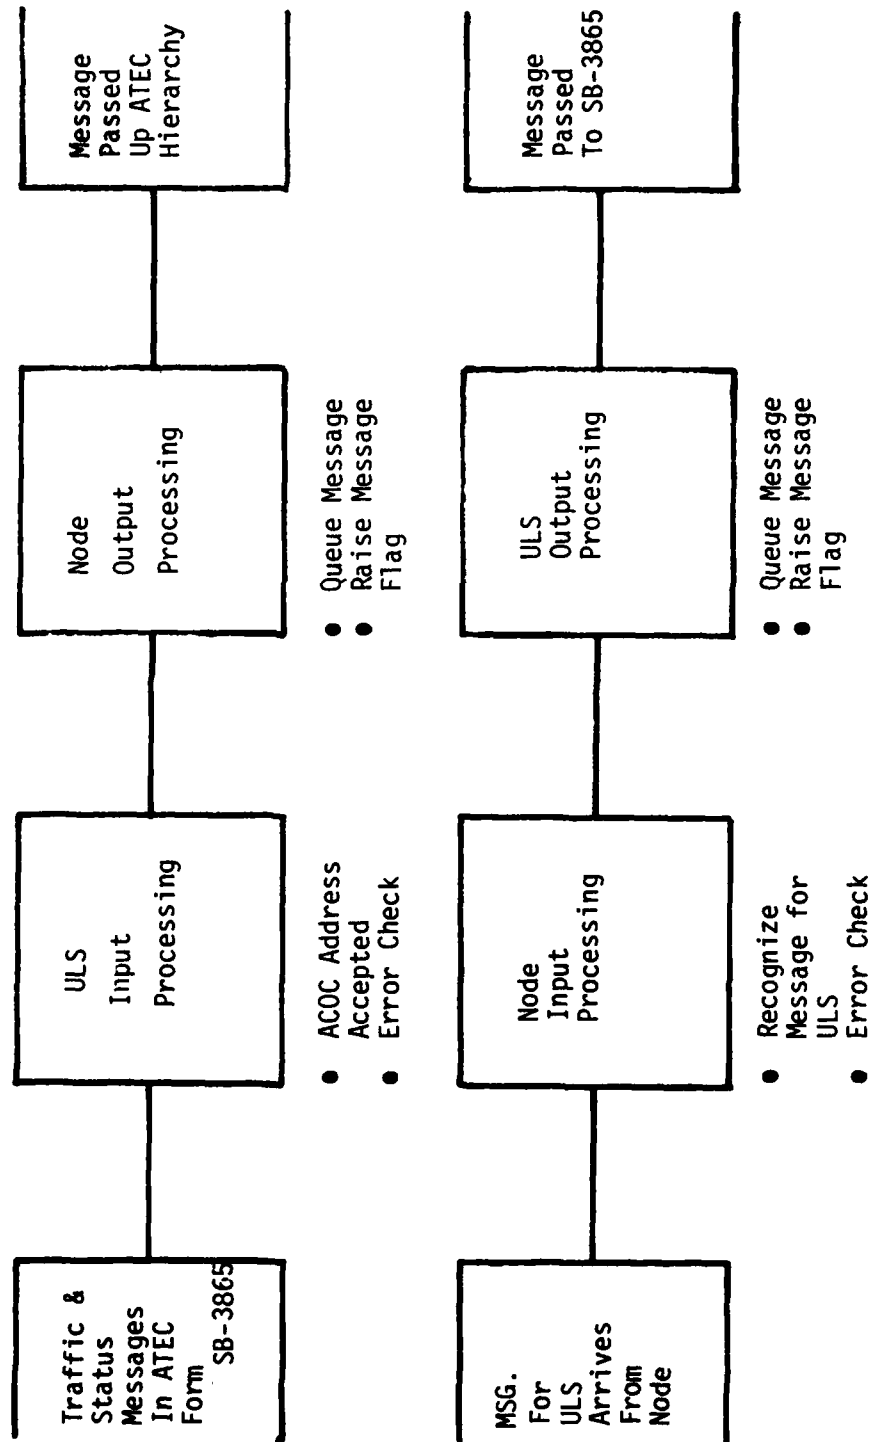 Traffic &
Status
Messages
In ATEC
Form
SB-3865
ULS
Input
Processing
● ACOC Address
Accepted
● Error Check
Node
Output
Processing
● Queue Message
● Raise Message
Flag
Message
Passed
Up ATEC
Hierarchy
MSG.
For
ULS
Arrives
From
Node
Node
Input
Processing
● Recognize
Message for
ULS
● Error Check
ULS
Output
Processing
● Queue Message
● Raise Message
Flag
Message
Passed
To SB-3865